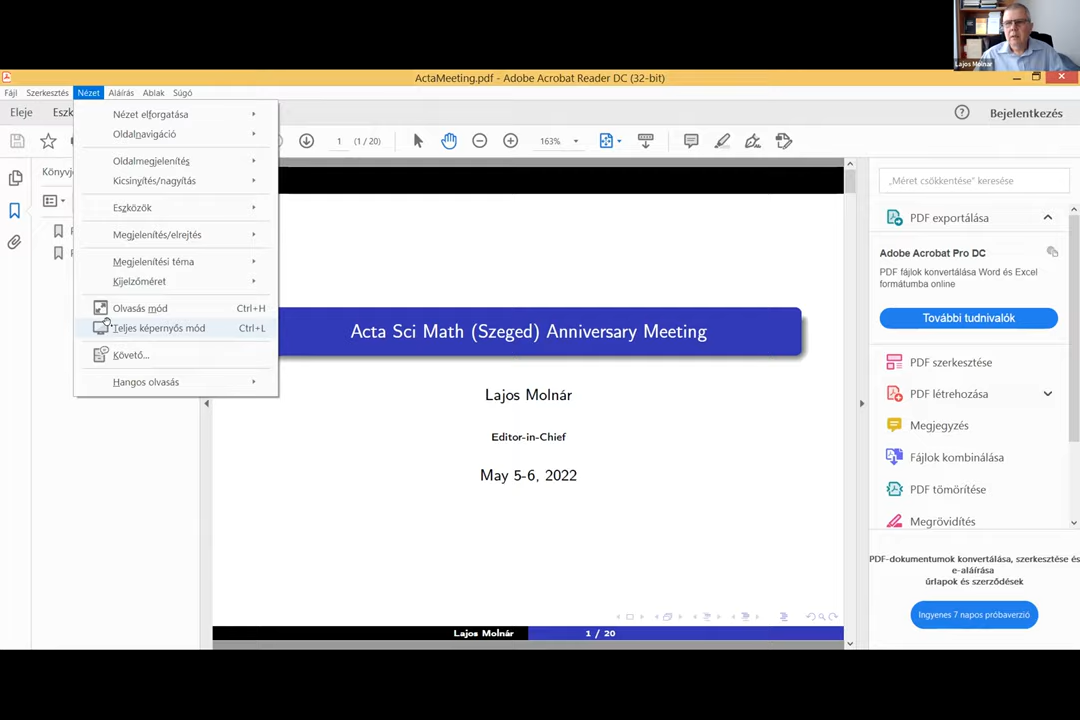 Lajos Molnar
ActaMeeting.pdf - Adobe Acrobat Reader DC (32-bit)
Fájl Szerkesztés Nézet Aláírás Ablak Súgó
Eleje Eszk
Bejelentkezés
1 (1 / 20)
163%
Nézet elforgatása
Oldalnavigáció
Oldalmegjelenítés
Kicsinyítés/nagyítás
Eszközök
Megjelenítés/elrejtés
Megjelenítési téma
Kijelzőméret
Olvasás mód Ctrl+H
Teljes képernyős mód Ctrl+L
Követő...
Hangos olvasás
Könyvj
Acta Sci Math (Szeged) Anniversary Meeting
Lajos Molnár
Editor-in-Chief
May 5-6, 2022
Lajos Molnár 1 / 20
„Méret csökkentése” keresése
PDF exportálása
Adobe Acrobat Pro DC
PDF fájlok konvertálása Word és Excel
formátumba online
További tudnivalók
PDF szerkesztése
PDF létrehozása
Megjegyzés
Fájlok kombinálása
PDF tömörítése
Megrövidítés
PDF-dokumentumok konvertálása, szerkesztése és
e-aláírása
űrlapok és szerződések
Ingyenes 7 napos próbaverzió